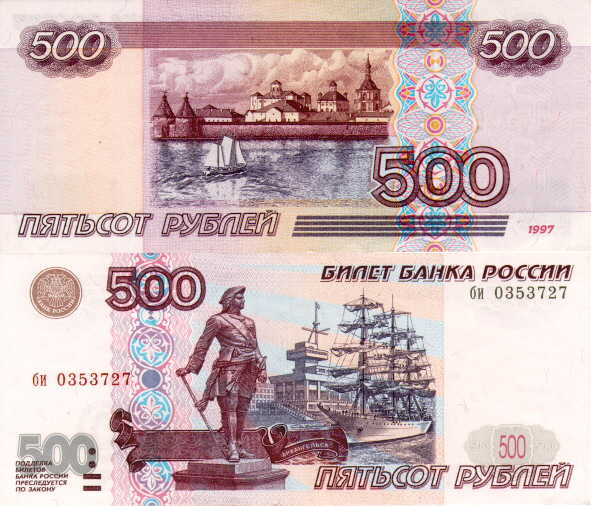 500
500
500
ПЯТЬСОТ РУБЛЕЙ
1997
500
БИЛЕТ БАНКА РОССИИ
би 0353727
би 0353727
АРХАНГЕЛЬСК
500
500
ПОДДЕЛКА
БИЛЕТОВ
БАНКА РОССИИ
ПРЕСЛЕДУЕТСЯ
ПО ЗАКОНУ
ПЯТЬСОТ РУБЛЕЙ